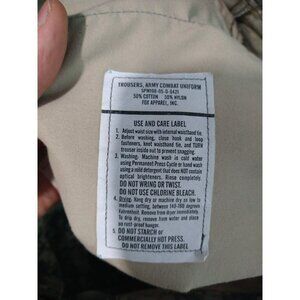 TROUSERS, ARMY COMBAT UNIFORM
50% COTTON 50% NYLON
FOX APPAREL, INC.
USE AND CARE LABEL
1. Adjust waist size with internal waistband tie.
2. Before washing, close hook and loop
fasteners, knot waistband tie, and TURN
trouser inside out to prevent snagging
3. Washing: Machine wash in cold water
using Permanent Press Cycle or hand wash
using a mild detergent that does NOT contain
optical brighteners. Rinse completely.
DO NOT WRING OR TWIST.
DO NOT USE CHLORINE BLEACH.
4. Drying: Hang dry or machine dry on low to
medium setting, between
Fahrenheit. Remove from dryer immediately.
To drip dry, remove from water and place
on rust-proof hanger.
5. DO NOT STARCH or
COMMERCIALLY HOT PRESS.
DO NOT REMOVE THIS LABEL